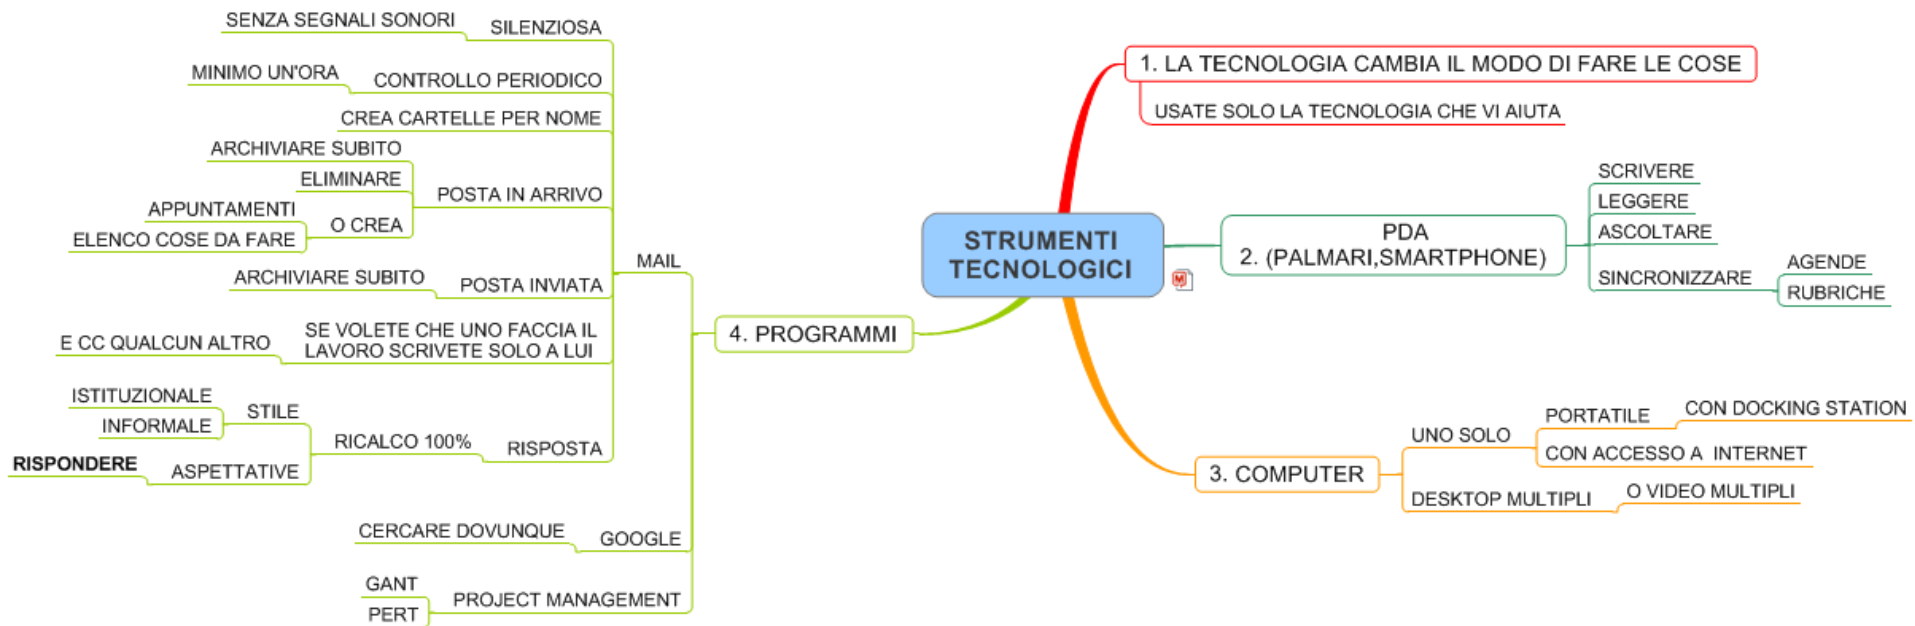 STRUMENTI
TECNOLOGICI
1. LA TECNOLOGIA CAMBIA IL MODO DI FARE LE COSE
USATE SOLO LA TECNOLOGIA CHE VI AIUTA
PDA
2. (PALMARI,SMARTPHONE)
SCRIVERE
LEGGERE
ASCOLTARE
SINCRONIZZARE
AGENDE
RUBRICHE
3. COMPUTER
UNO SOLO
PORTATILE
CON DOCKING STATION
CON ACCESSO A INTERNET
DESKTOP MULTIPLI
O VIDEO MULTIPLI
4. PROGRAMMI
MAIL
SILENZIOSA
SENZA SEGNALI SONORI
CONTROLLO PERIODICO
MINIMO UN'ORA
CREA CARTELLE PER NOME
POSTA IN ARRIVO
ARCHIVIARE SUBITO
ELIMINARE
O CREA
APPUNTAMENTI
ELENCO COSE DA FARE
POSTA INVIATA
ARCHIVIARE SUBITO
SE VOLETE CHE UNO FACCIA IL
LAVORO SCRIVETE SOLO A LUI
E CC QUALCUN ALTRO
RISPOSTA
RICALCO 100%
STILE
ISTITUZIONALE
INFORMALE
ASPETTATIVE
RISPONDERE
GOOGLE
CERCARE DOVUNQUE
PROJECT MANAGEMENT
GANT
PERT